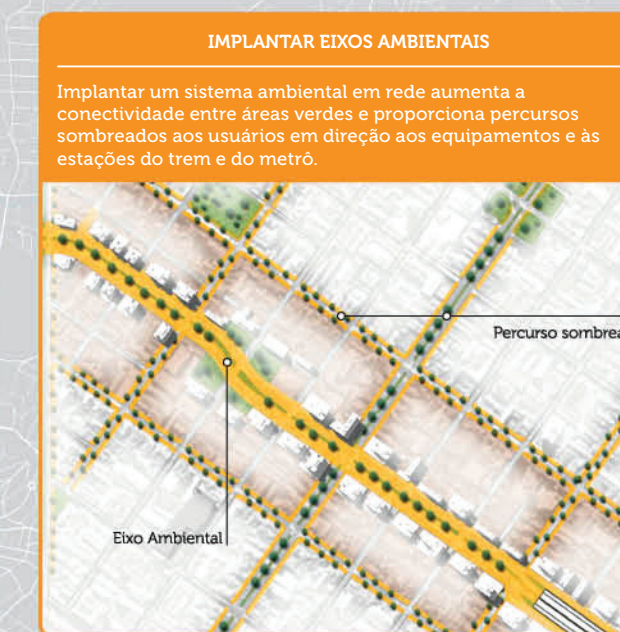 IMPLANTAR EIXOS AMBIENTAIS
Implantar um sistema ambiental em rede aumenta a
conectividade entre áreas verdes e proporciona percursos
sombreados aos usuários em direção aos equipamentos e às
estações do trem e do metrô.
Percurso
Eixo Ambiental